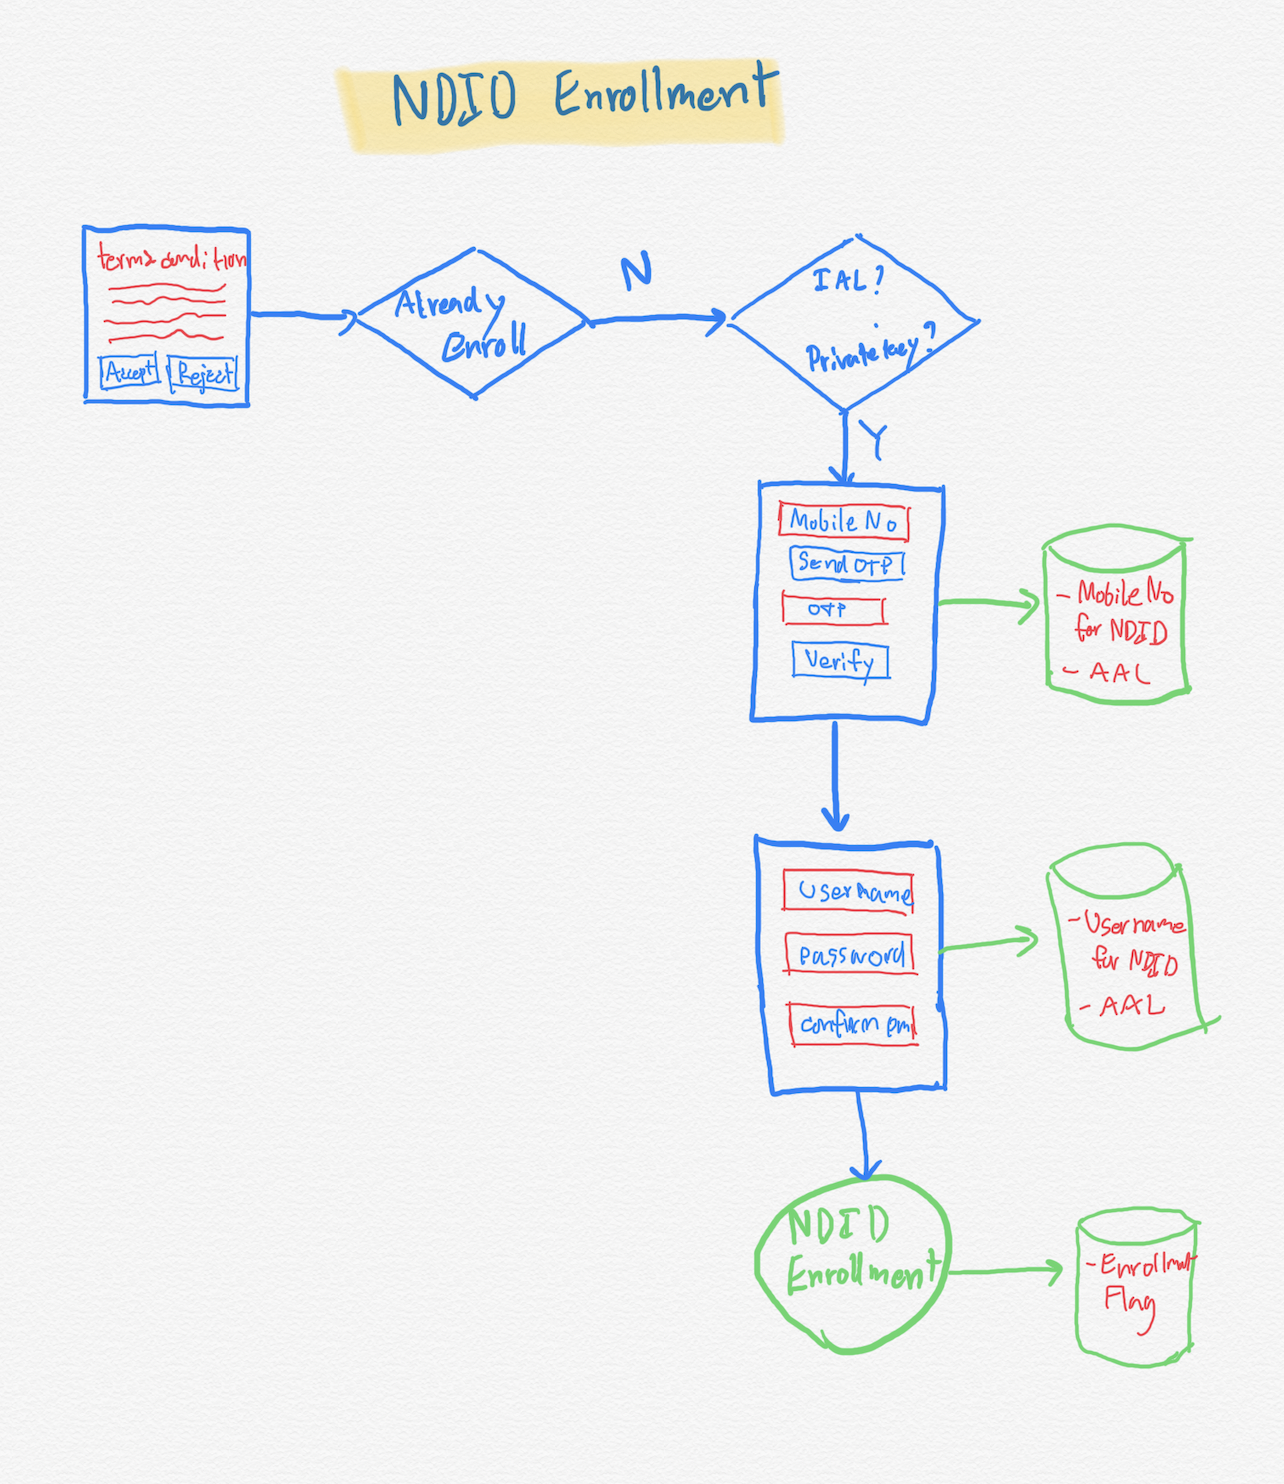 NDID Enrollment
terms condition
Accept
Reject
Already
Enroll
N
IAL?
Private key?
Y
Mobile No
Send OTP
OTP
Verify
- Mobile No
for NDID
- AAL
Username
password
confirm
- Username
for NDID
- AAL
NDID
Enrollment
- Enrollment
Flag